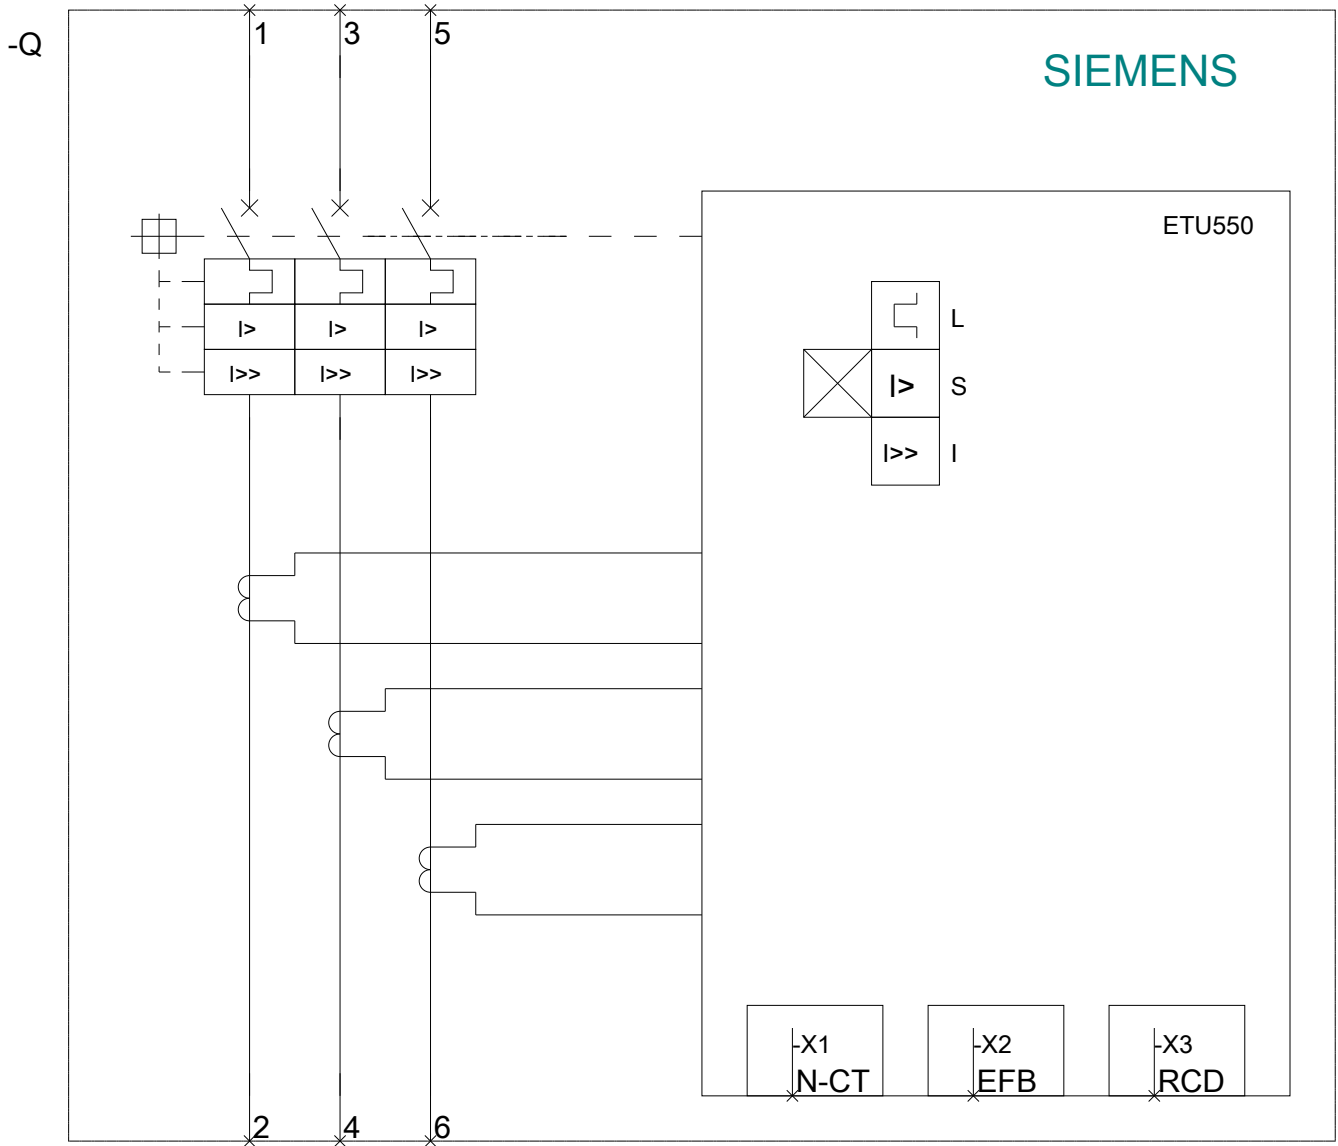 -Q
1 3 5
SIEMENS
ETU550
I> I> I>
I>> I>> I>>
L
I> S
I>> I
-X1 -X2 -X3
N-CT EFB RCD
2 4 6